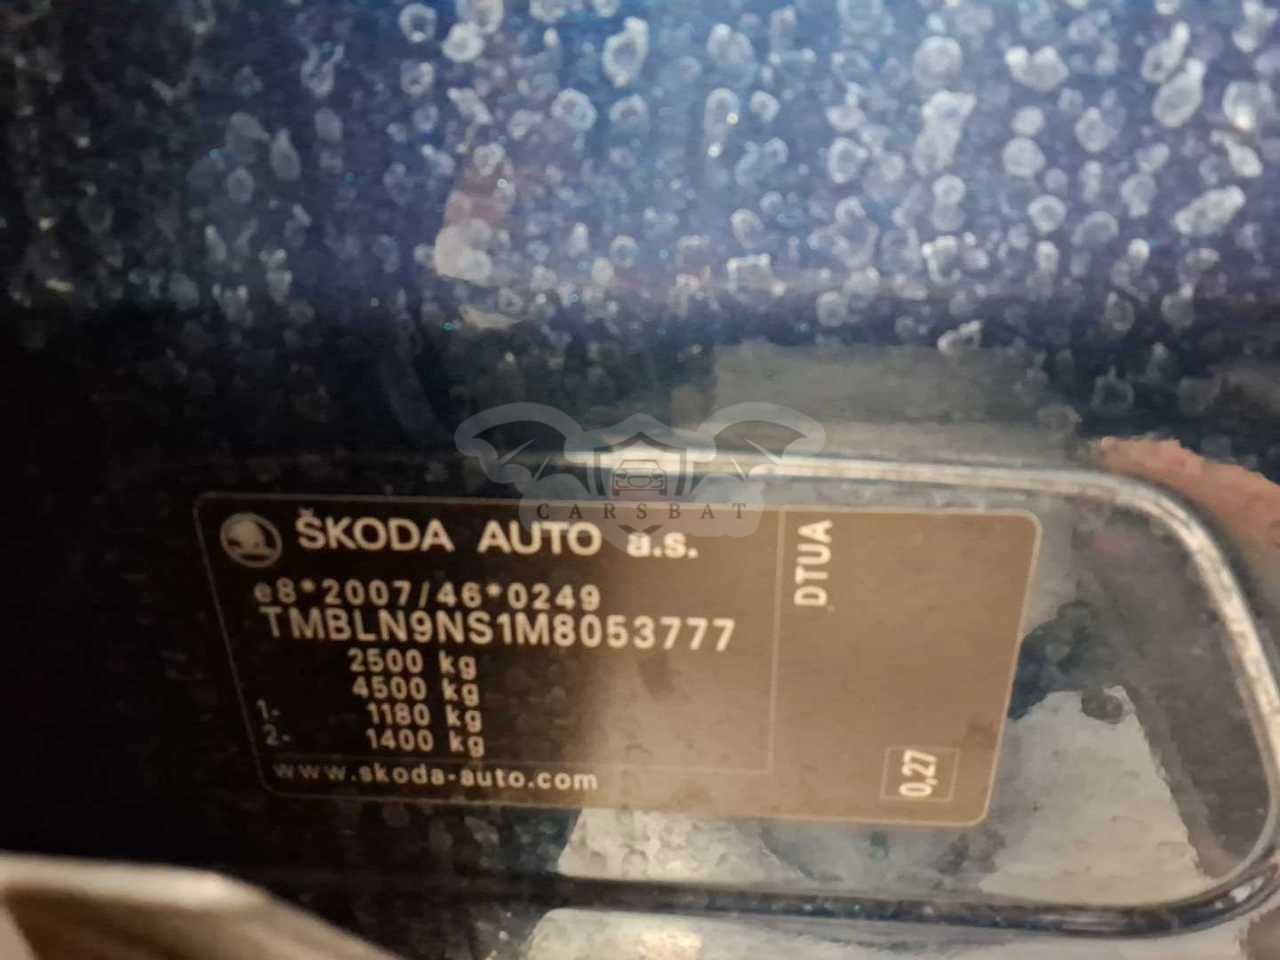 CARSBAT
ŠKODA AUTO a.s.
e8*2007/46*0249
TMBLN9NS1M8053777
2500 kg
4500 kg
1- 1180 kg
2- 1400 kg
www.skoda-auto.com
DTUA
0,27